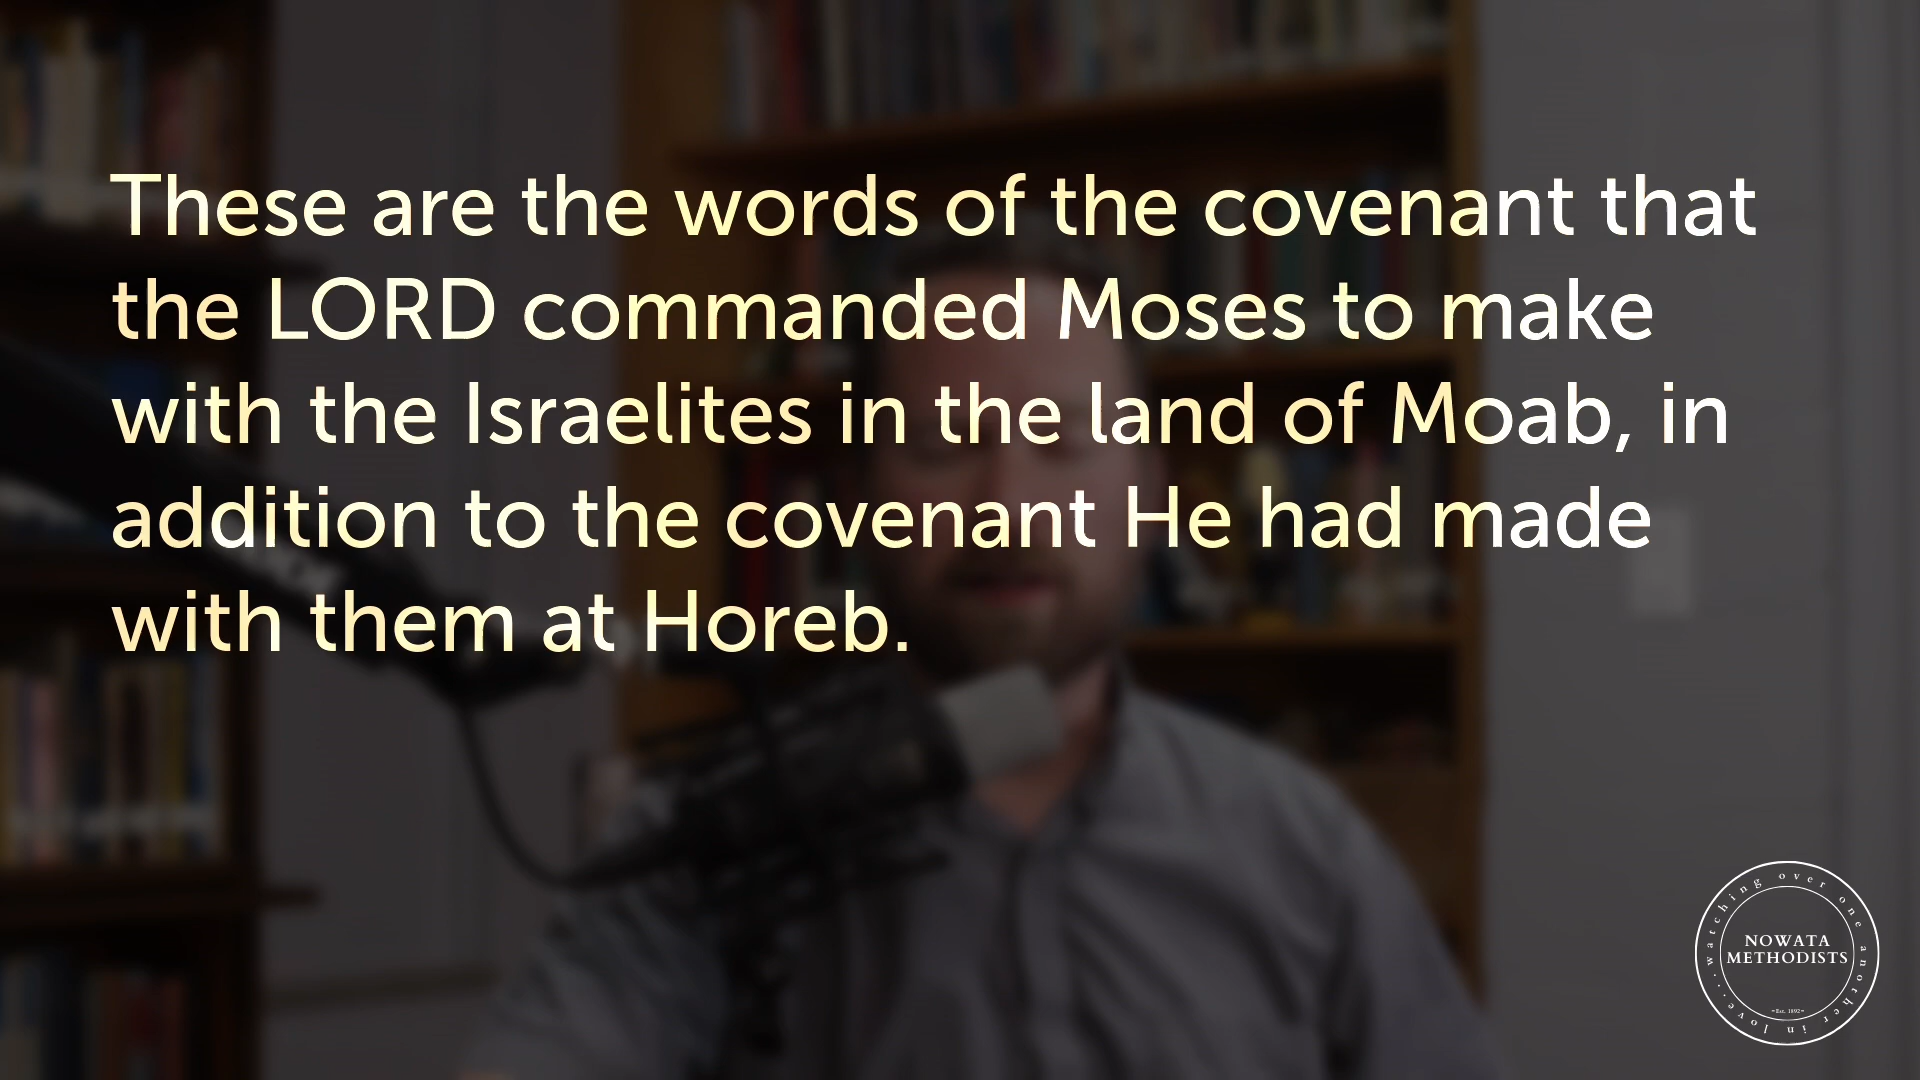 These are the words of the covenant that
the LORD commanded Moses to make
with the Israelites in the land of Moab, in
addition to the covenant He had made
with them at Horeb.
watching over one another in love...
NOWATA
METHODISTS
~Est. 1892~